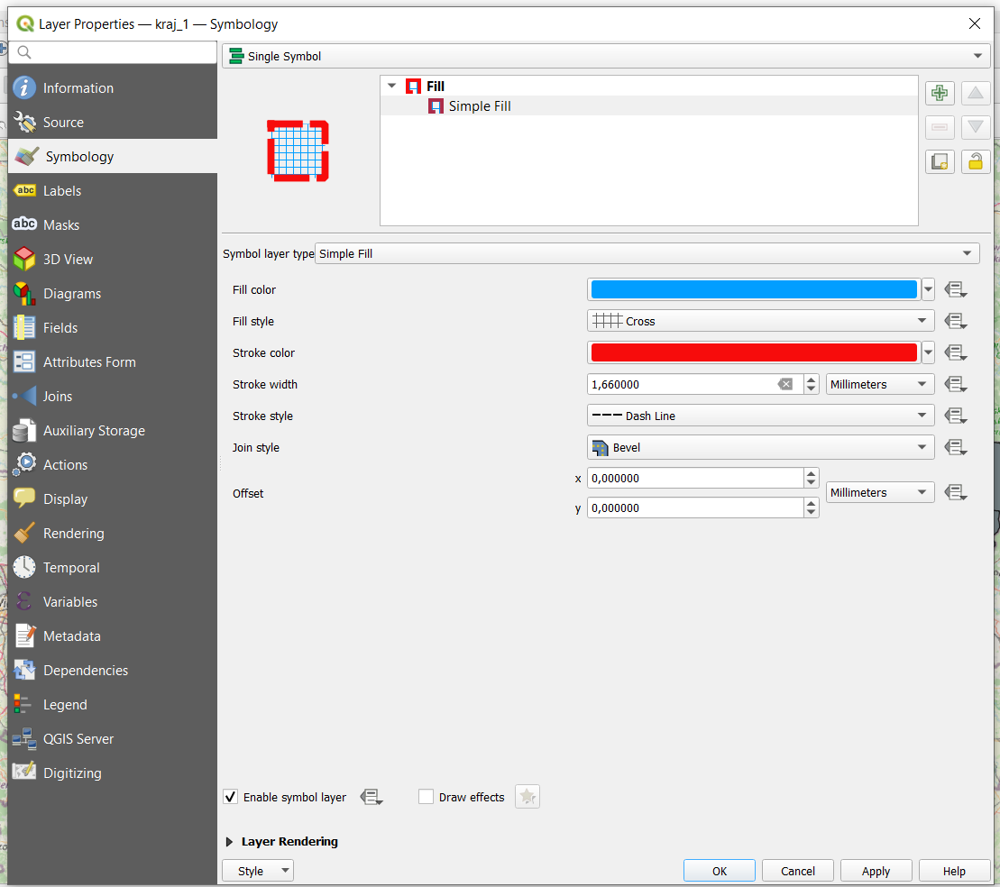 Layer Properties — kraj_1 — Symbology
Single Symbol
Information
Source
Symbology
Labels
Masks
3D View
Diagrams
Fields
Attributes Form
Joins
Auxiliary Storage
Actions
Display
Rendering
Temporal
Variables
Metadata
Dependencies
Legend
QGIS Server
Digitizing
Fill
Simple Fill
Symbol layer type Simple Fill
Fill color
Fill style Cross
Stroke color
Stroke width 1,660000 Millimeters
Stroke style Dash Line
Join style Bevel
Offset x 0,000000 Millimeters
y 0,000000
Enable symbol layer Draw effects
Layer Rendering
Style OK Cancel Apply Help